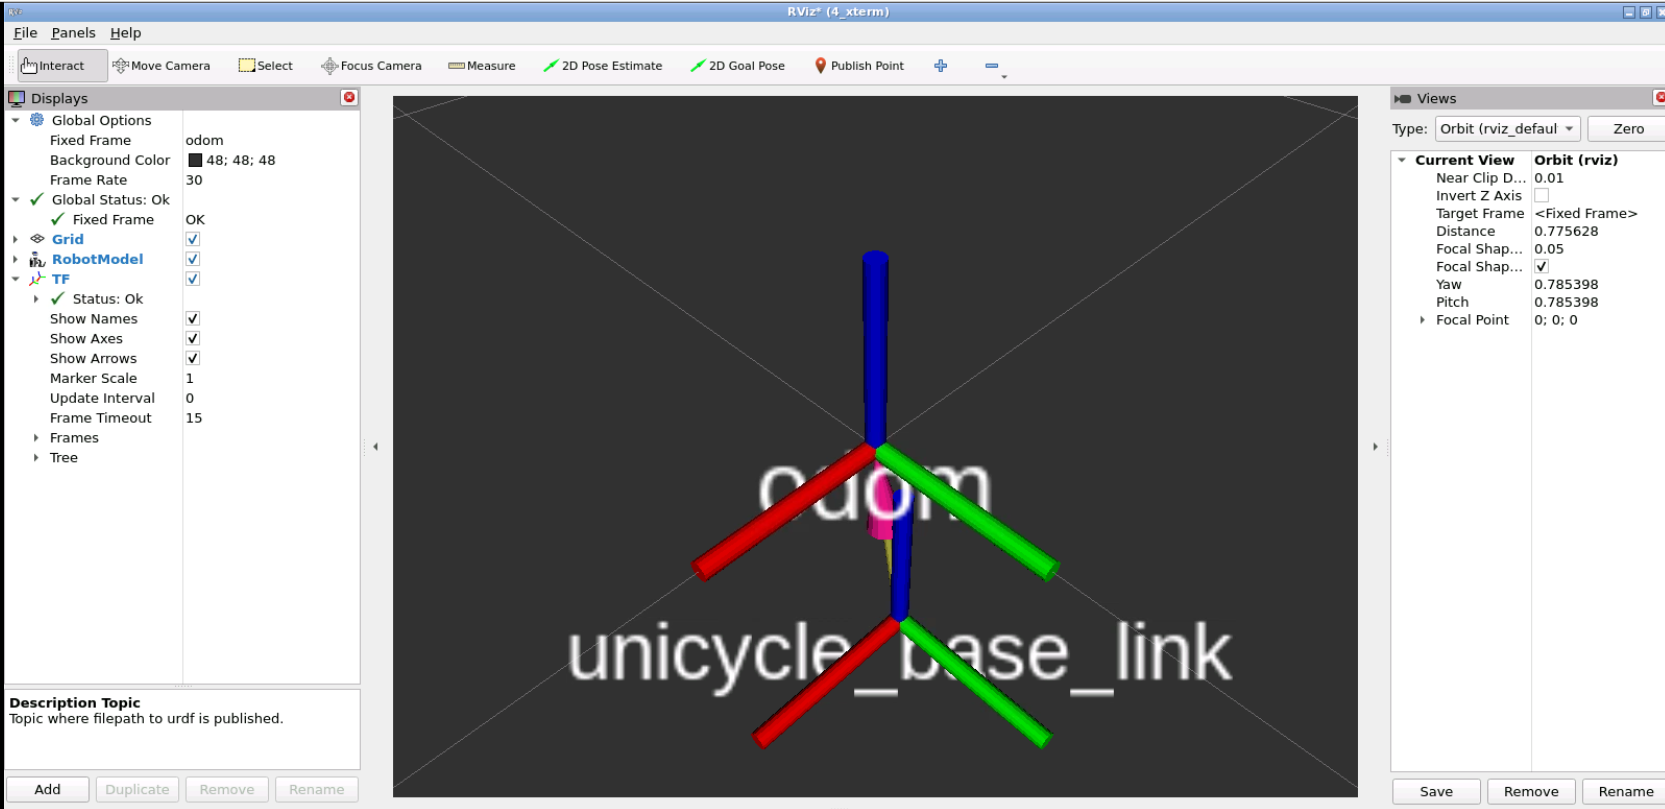 RViz* (4_xterm)
File Panels Help
Interact Move Camera Select Focus Camera Measure 2D Pose Estimate 2D Goal Pose Publish Point
Displays
Global Options
Fixed Frame odom
Background Color 48; 48; 48
Frame Rate 30
Global Status: Ok
Fixed Frame OK
Grid
RobotModel
TF
Status: Ok
Show Names
Show Axes
Show Arrows
Marker Scale 1
Update Interval 0
Frame Timeout 15
Frames
Tree
Description Topic
Topic where filepath to urdf is published.
Add Duplicate Remove Rename
odom
unicycle_base_link
Views
Type: Orbit (rviz_defaul Zero
Current View Orbit (rviz)
Near Clip D... 0.01
Invert Z Axis
Target Frame <Fixed Frame>
Distance 0.775628
Focal Shap... 0.05
Focal Shap...
Yaw 0.785398
Pitch 0.785398
Focal Point 0; 0; 0
Save Remove Rename